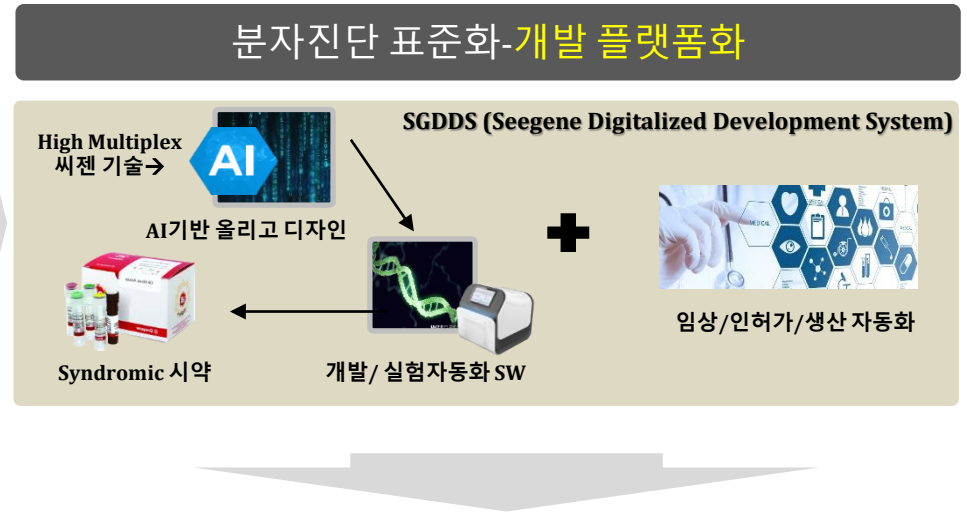 분자진단 표준화-개발 플랫폼화
SGDDS (Seegene Digitalized Development System)
High Multiplex
씨젠 기술→
AI
AI기반 올리고 디자인
MEDICAL
Syndromic 시약
개발/ 실험자동화 SW
임상/인허가/생산 자동화